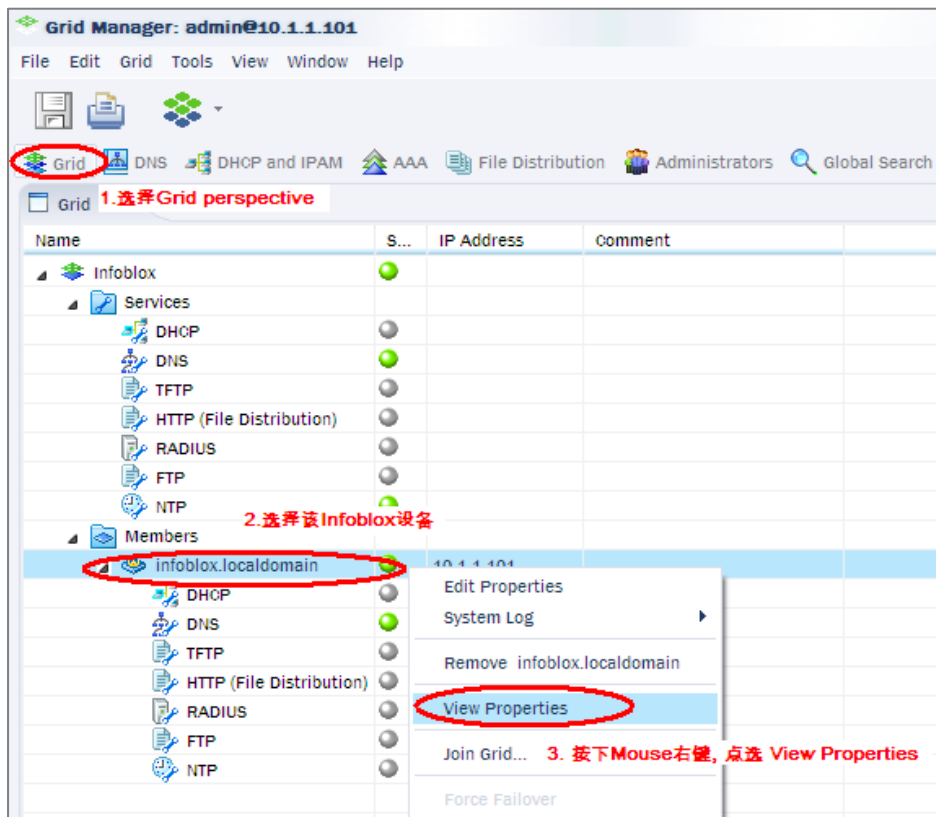 Grid Manager: admin@10.1.1.101
File Edit Grid Tools View Window Help
Grid DNS DHCP and IPAM AAA File Distribution Administrators Global Search
Grid 1.选择Grid perspective
Name S... IP Address Comment
Infoblox
Services
DHCP
DNS
TFTP
HTTP (File Distribution)
RADIUS
FTP
NTP
2.选择该Infoblox设备
Members
infoblox.localdomain 10.1.1.101
Edit Properties
DHCP
System Log
DNS
TFTP
Remove infoblox.localdomain
HTTP (File Distribution)
View Properties
RADIUS
FTP
Join Grid... 3. 按下Mouse右键, 点选 View Properties
NTP
Force Failover